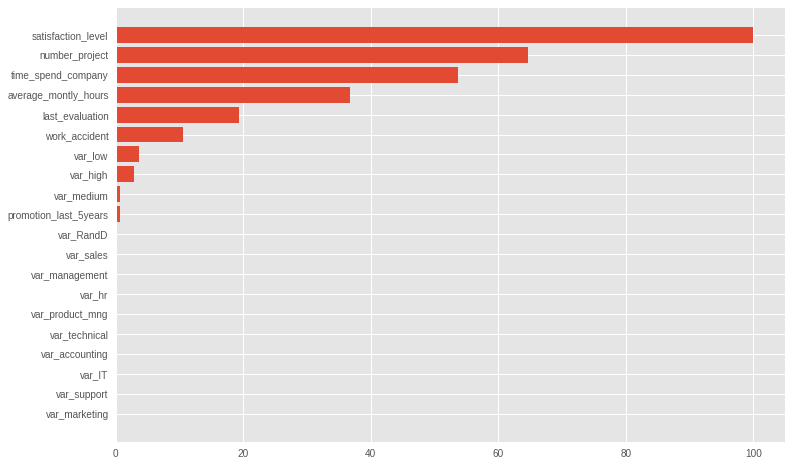 satisfaction_level
number_project
time_spend_company
average_montly_hours
last_evaluation
work_accident
var_low
var_high
var_medium
promotion_last_5years
var_RandD
var_sales
var_management
var_hr
var_product_mng
var_technical
var_accounting
var_IT
var_support
var_marketing
0 20 40 60 80 100